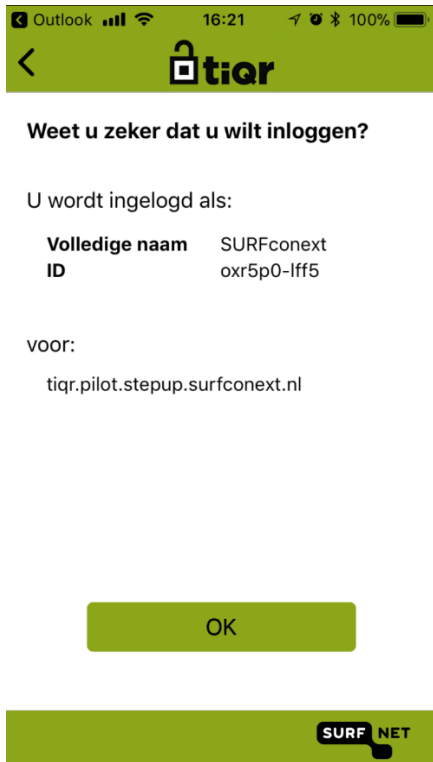 Outlook 16:21 100%
tiqr
Weet u zeker dat u wilt inloggen?
U wordt ingelogd als:
Volledige naam SURFconext
ID oxr5p0-lff5
voor:
tiqr.pilot.stepup.surfconext.nl
OK
SURF NET